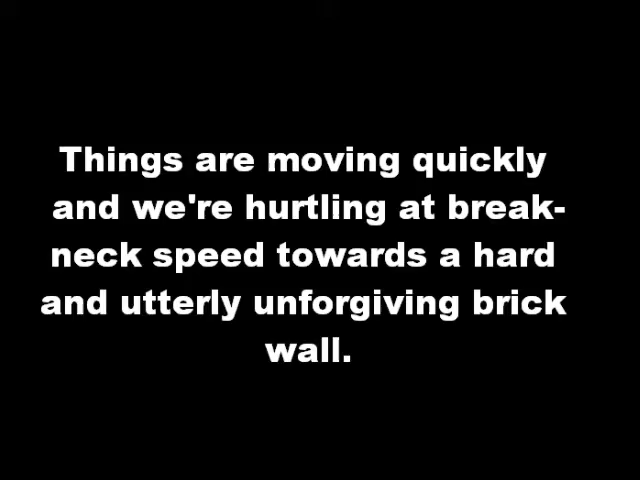 Things are moving quickly
and we're hurtling at break-
neck speed towards a hard
and utterly unforgiving brick
wall.